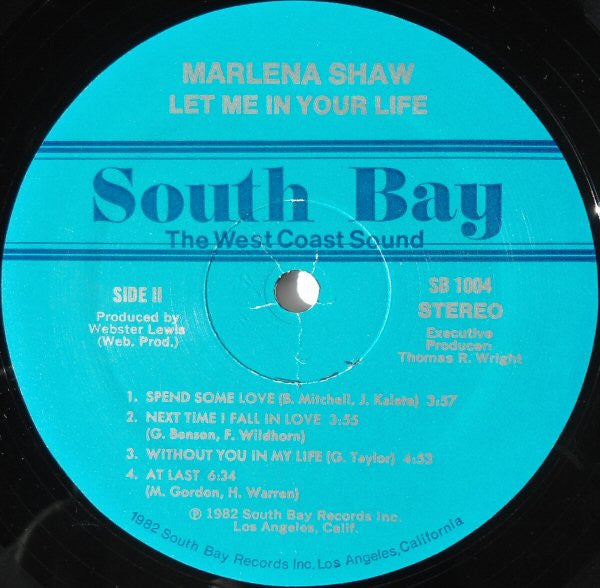 MARLENA SHAW
LET ME IN YOUR LIFE
South Bay
The West Coast Sound
SIDE II
Produced by
Webster Lewis
(Web. Prod.)
SB 1004
STEREO
Executive
Producer
Thomas R. Wright
1. SPEND SOME LOVE (B. Mitchell, J. Kalate) 3:57
2. NEXT TIME I FALL IN LOVE 3:55
(G. Benson, F. Wildhorn)
3. WITHOUT YOU IN MY LIFE (G. Taylor) 4:53
4. AT LAST 6:34
(M. Gordon, H. Warren)
℗ 1982 South Bay Records Inc.
Los Angeles, Calif.
1982 South Bay Records Inc, Los Angeles, California